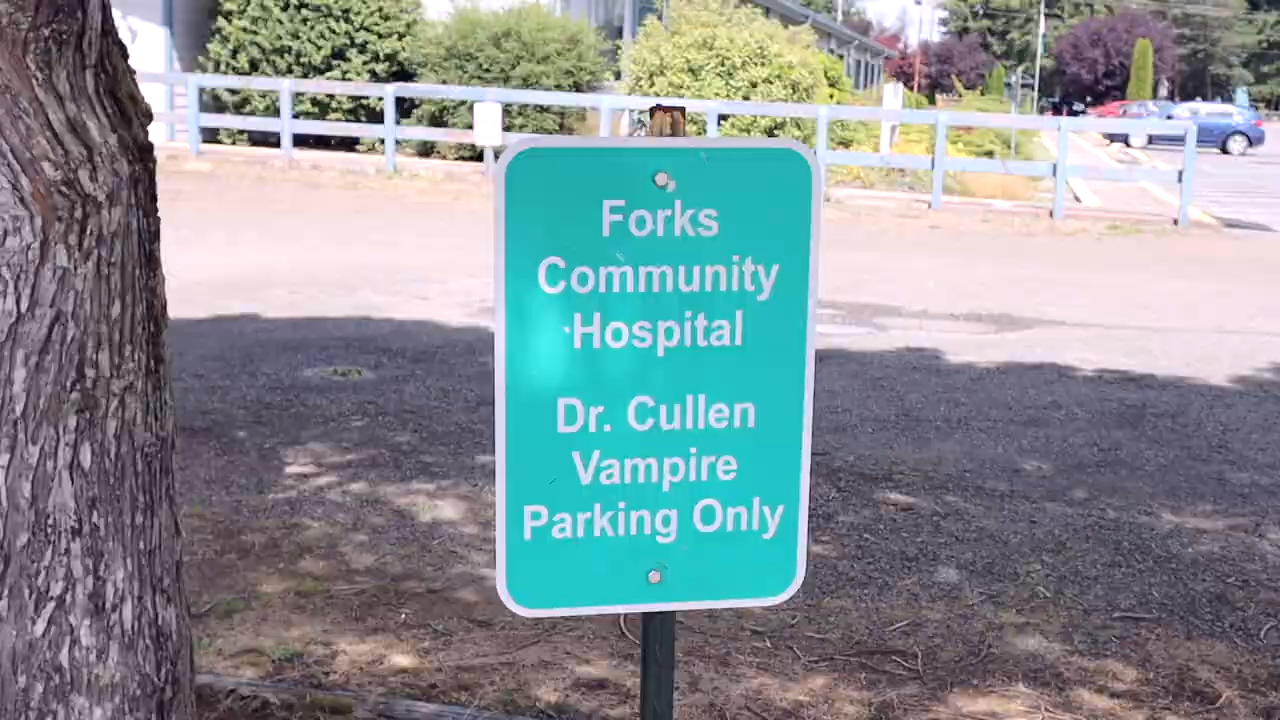 Forks
Community
Hospital
Dr. Cullen
Vampire
Parking Only